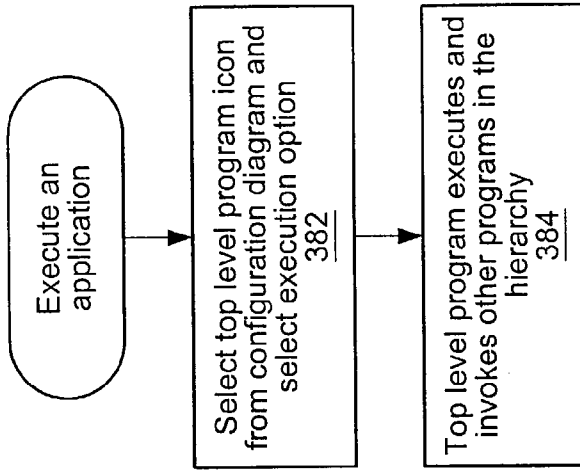 Execute an
application
Select top level program icon
from configuration diagram and
select execution option
382
Top level program executes and
invokes other programs in the
hierarchy
384